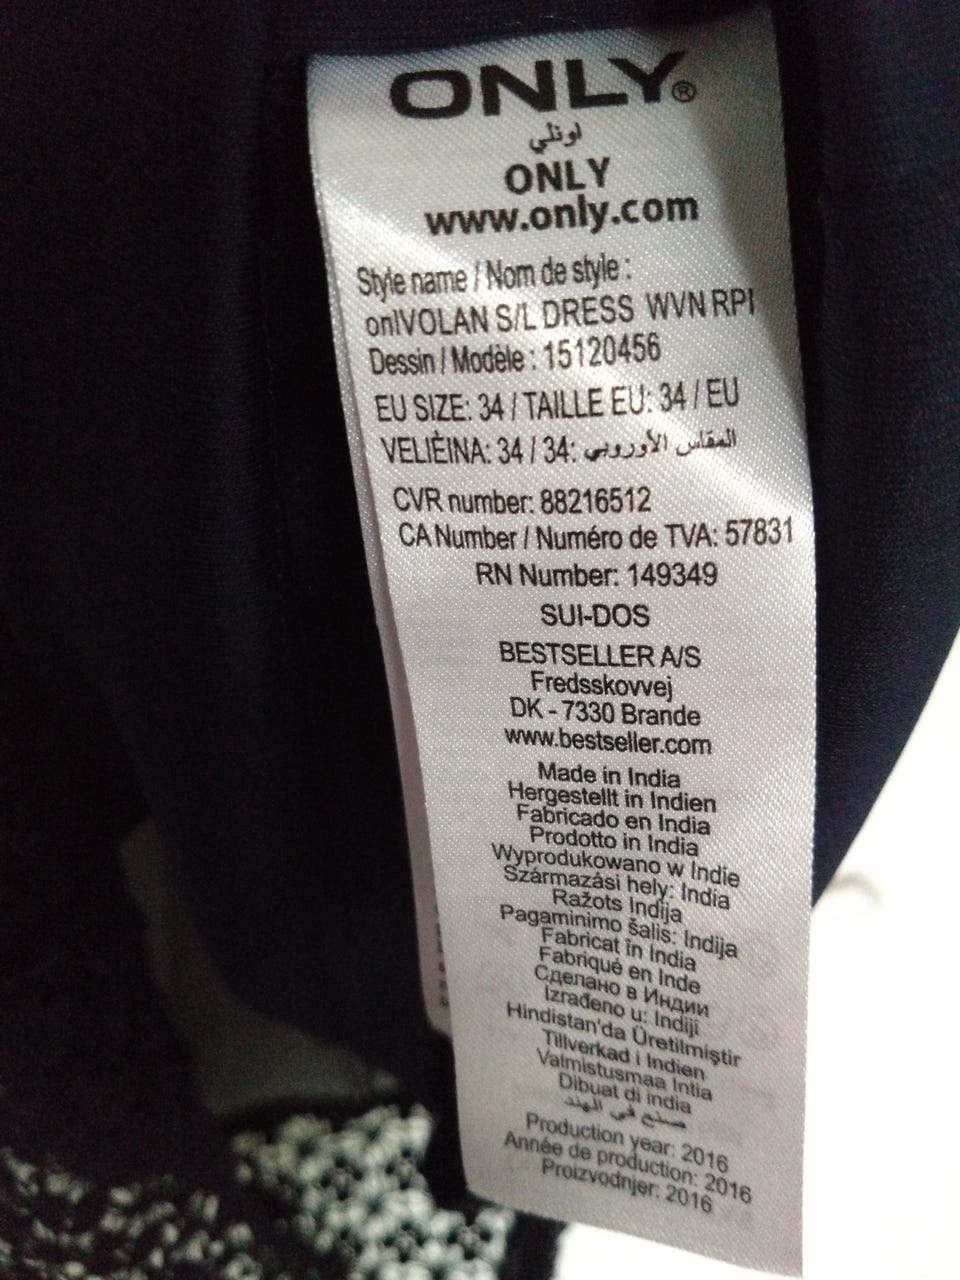 ONLY®
اونلي
ONLY
www.only.com
Style name / Nom de style :
onlVOLAN S/L DRESS WVN RPI
Dessin / Modèle : 15120456
EU SIZE: 34 / TAILLE EU: 34 / EU
VELIĖINA: 34 / 34: المقاس الأوروبي
CVR number: 88216512
CA Number / Numéro de TVA: 57831
RN Number: 149349
SUI-DOS
BESTSELLER A/S
Fredsskovvej
DK - 7330 Brande
www.bestseller.com
Made in India
Hergestellt in Indien
Fabricado en India
Prodotto in India
Wyprodukowano w Indie
Származási hely: India
Ražots Indija
Pagaminimo šalis: Indija
Fabricat în India
Fabriqué en Inde
Сделано в Индии
Izrađeno u: Indiji
Hindistan'da Üretilmiştir
Tillverkad i Indien
Valmistusmaa Intia
Dibuat di india
صنع في الهند
Production year: 2016
Année de production: 2016
Proizvodnjer: 2016